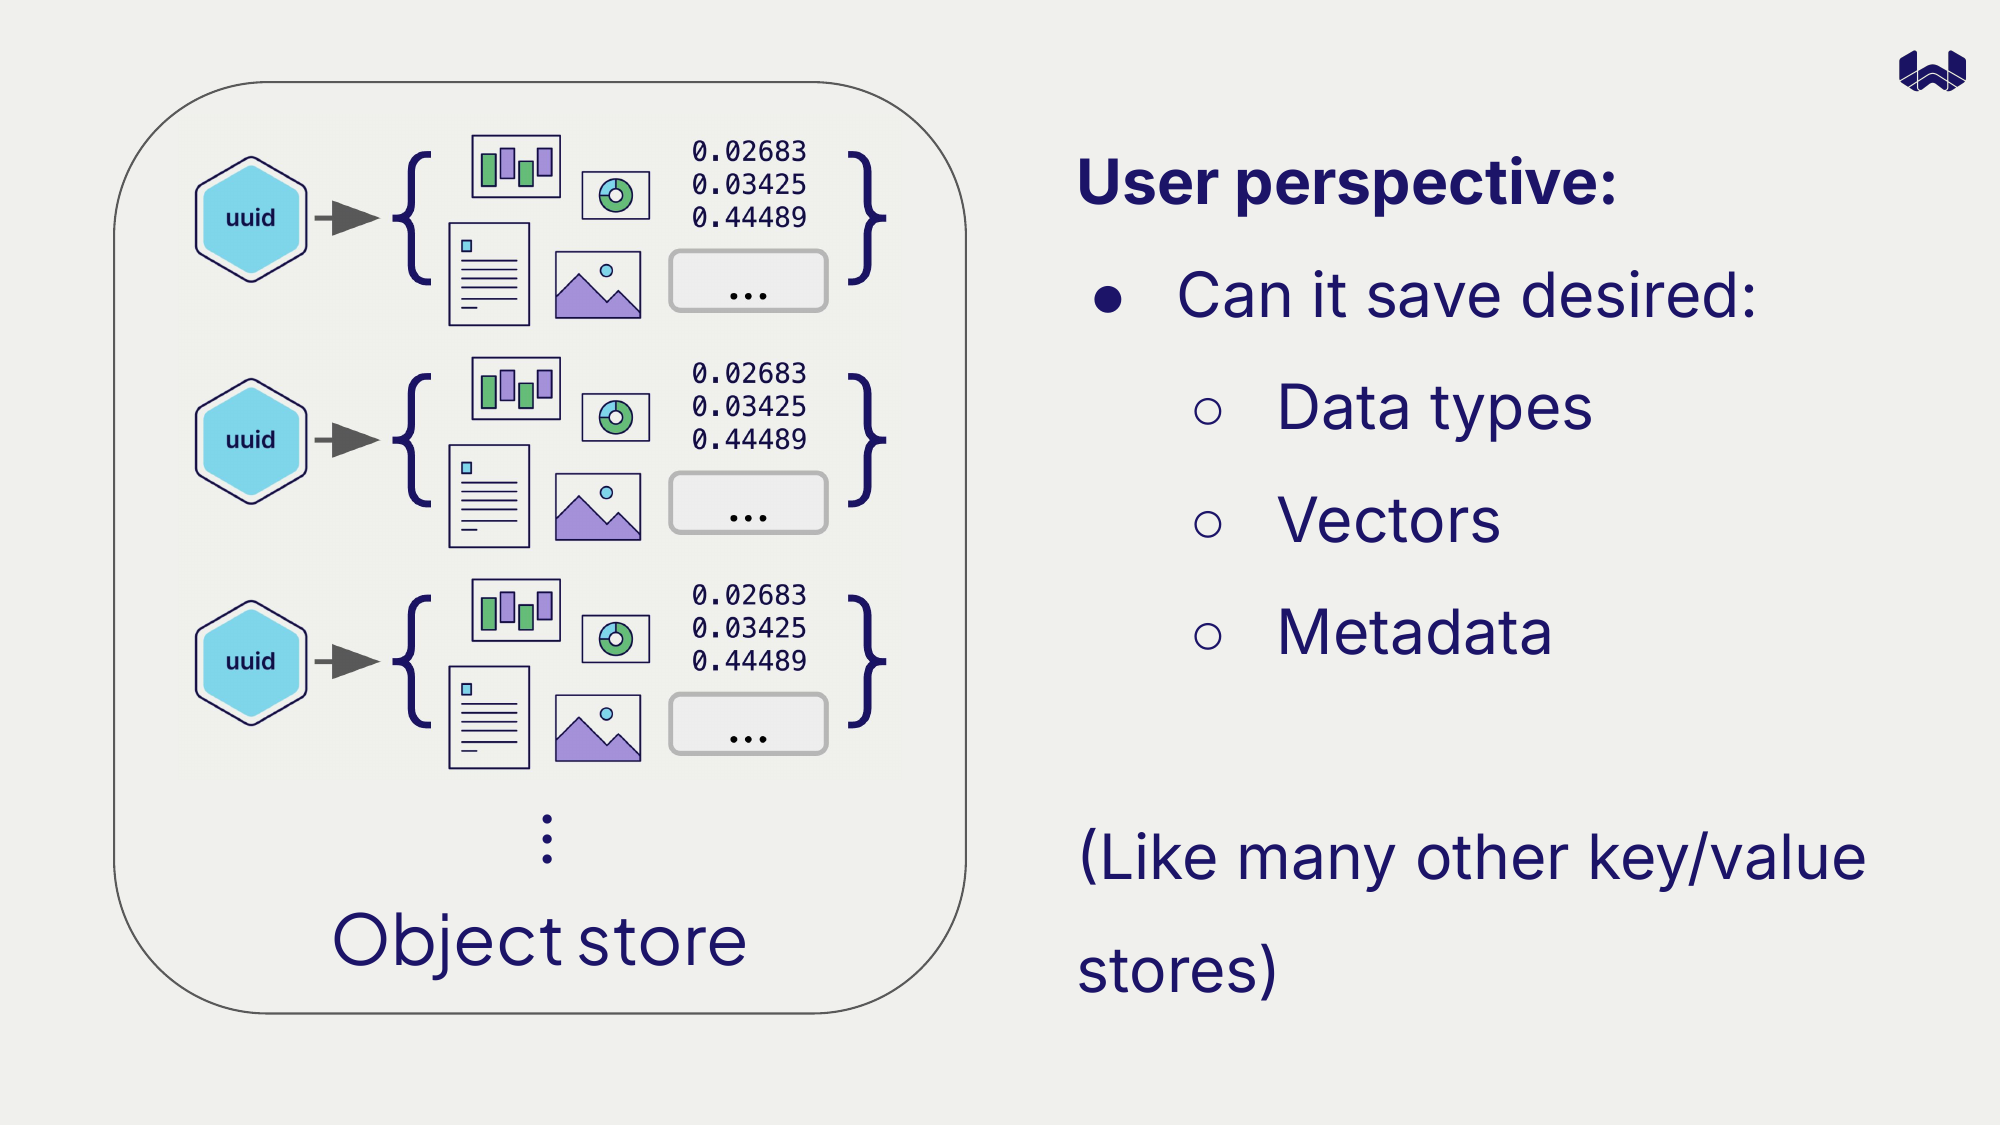 uuid
0.02683
0.03425
0.44489
...
uuid
0.02683
0.03425
0.44489
...
uuid
0.02683
0.03425
0.44489
...
Object store
User perspective:
● Can it save desired:
○ Data types
○ Vectors
○ Metadata
(Like many other key/value
stores)